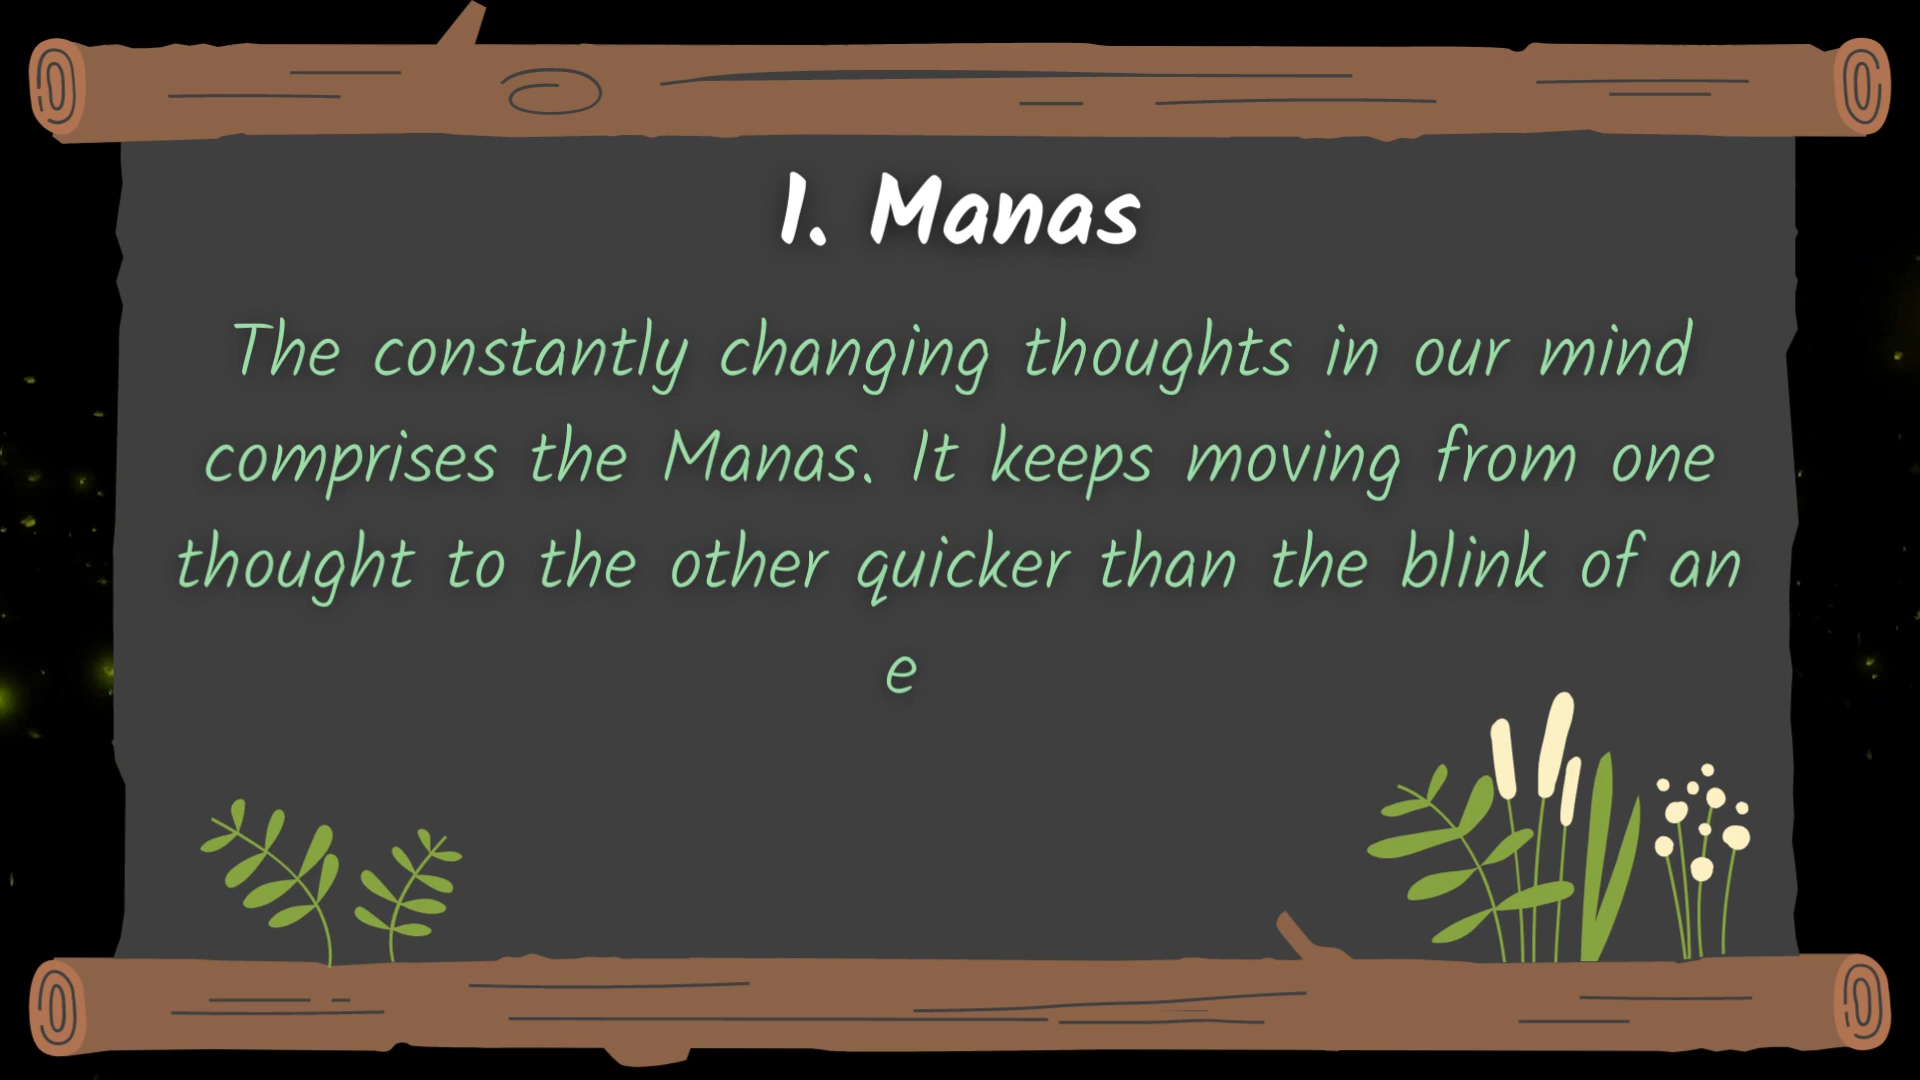 1. Manas
The constantly changing thoughts in our mind
comprises the Manas. It keeps moving from one
thought to the other quicker than the blink of an
e